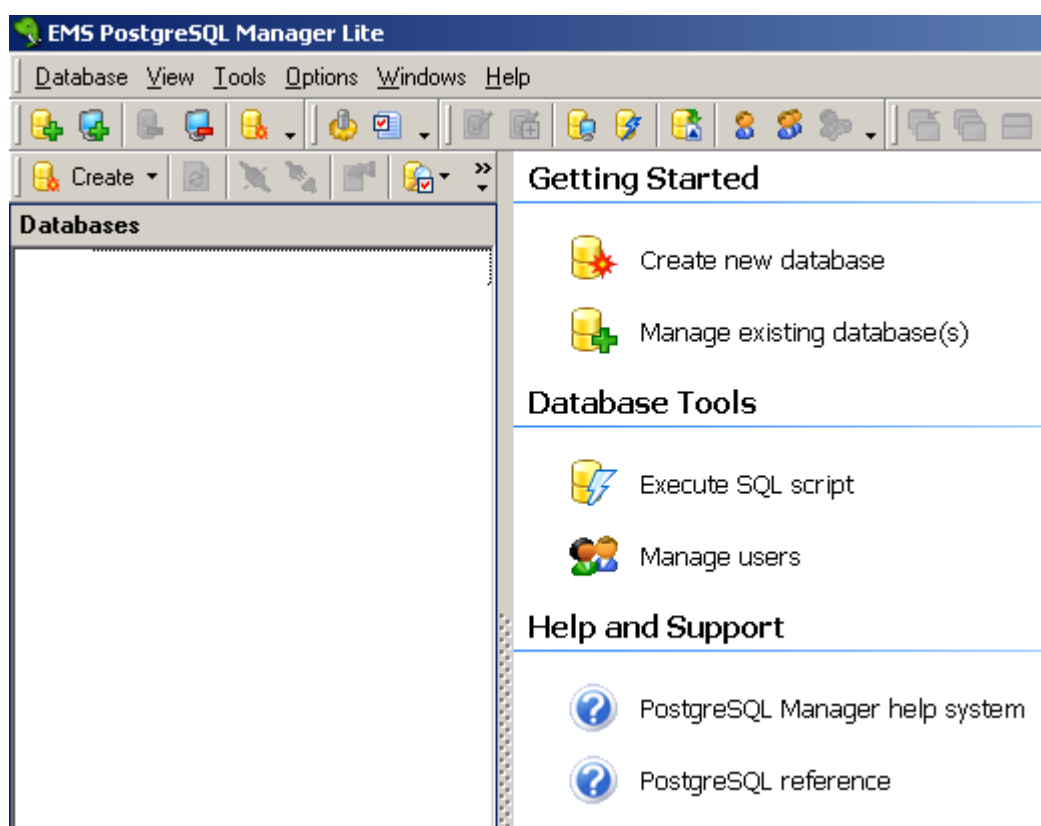 EMS PostgreSQL Manager Lite
Database View Tools Options Windows Help
Create
Databases
Getting Started
Create new database
Manage existing database(s)
Database Tools
Execute SQL script
Manage users
Help and Support
PostgreSQL Manager help system
PostgreSQL reference